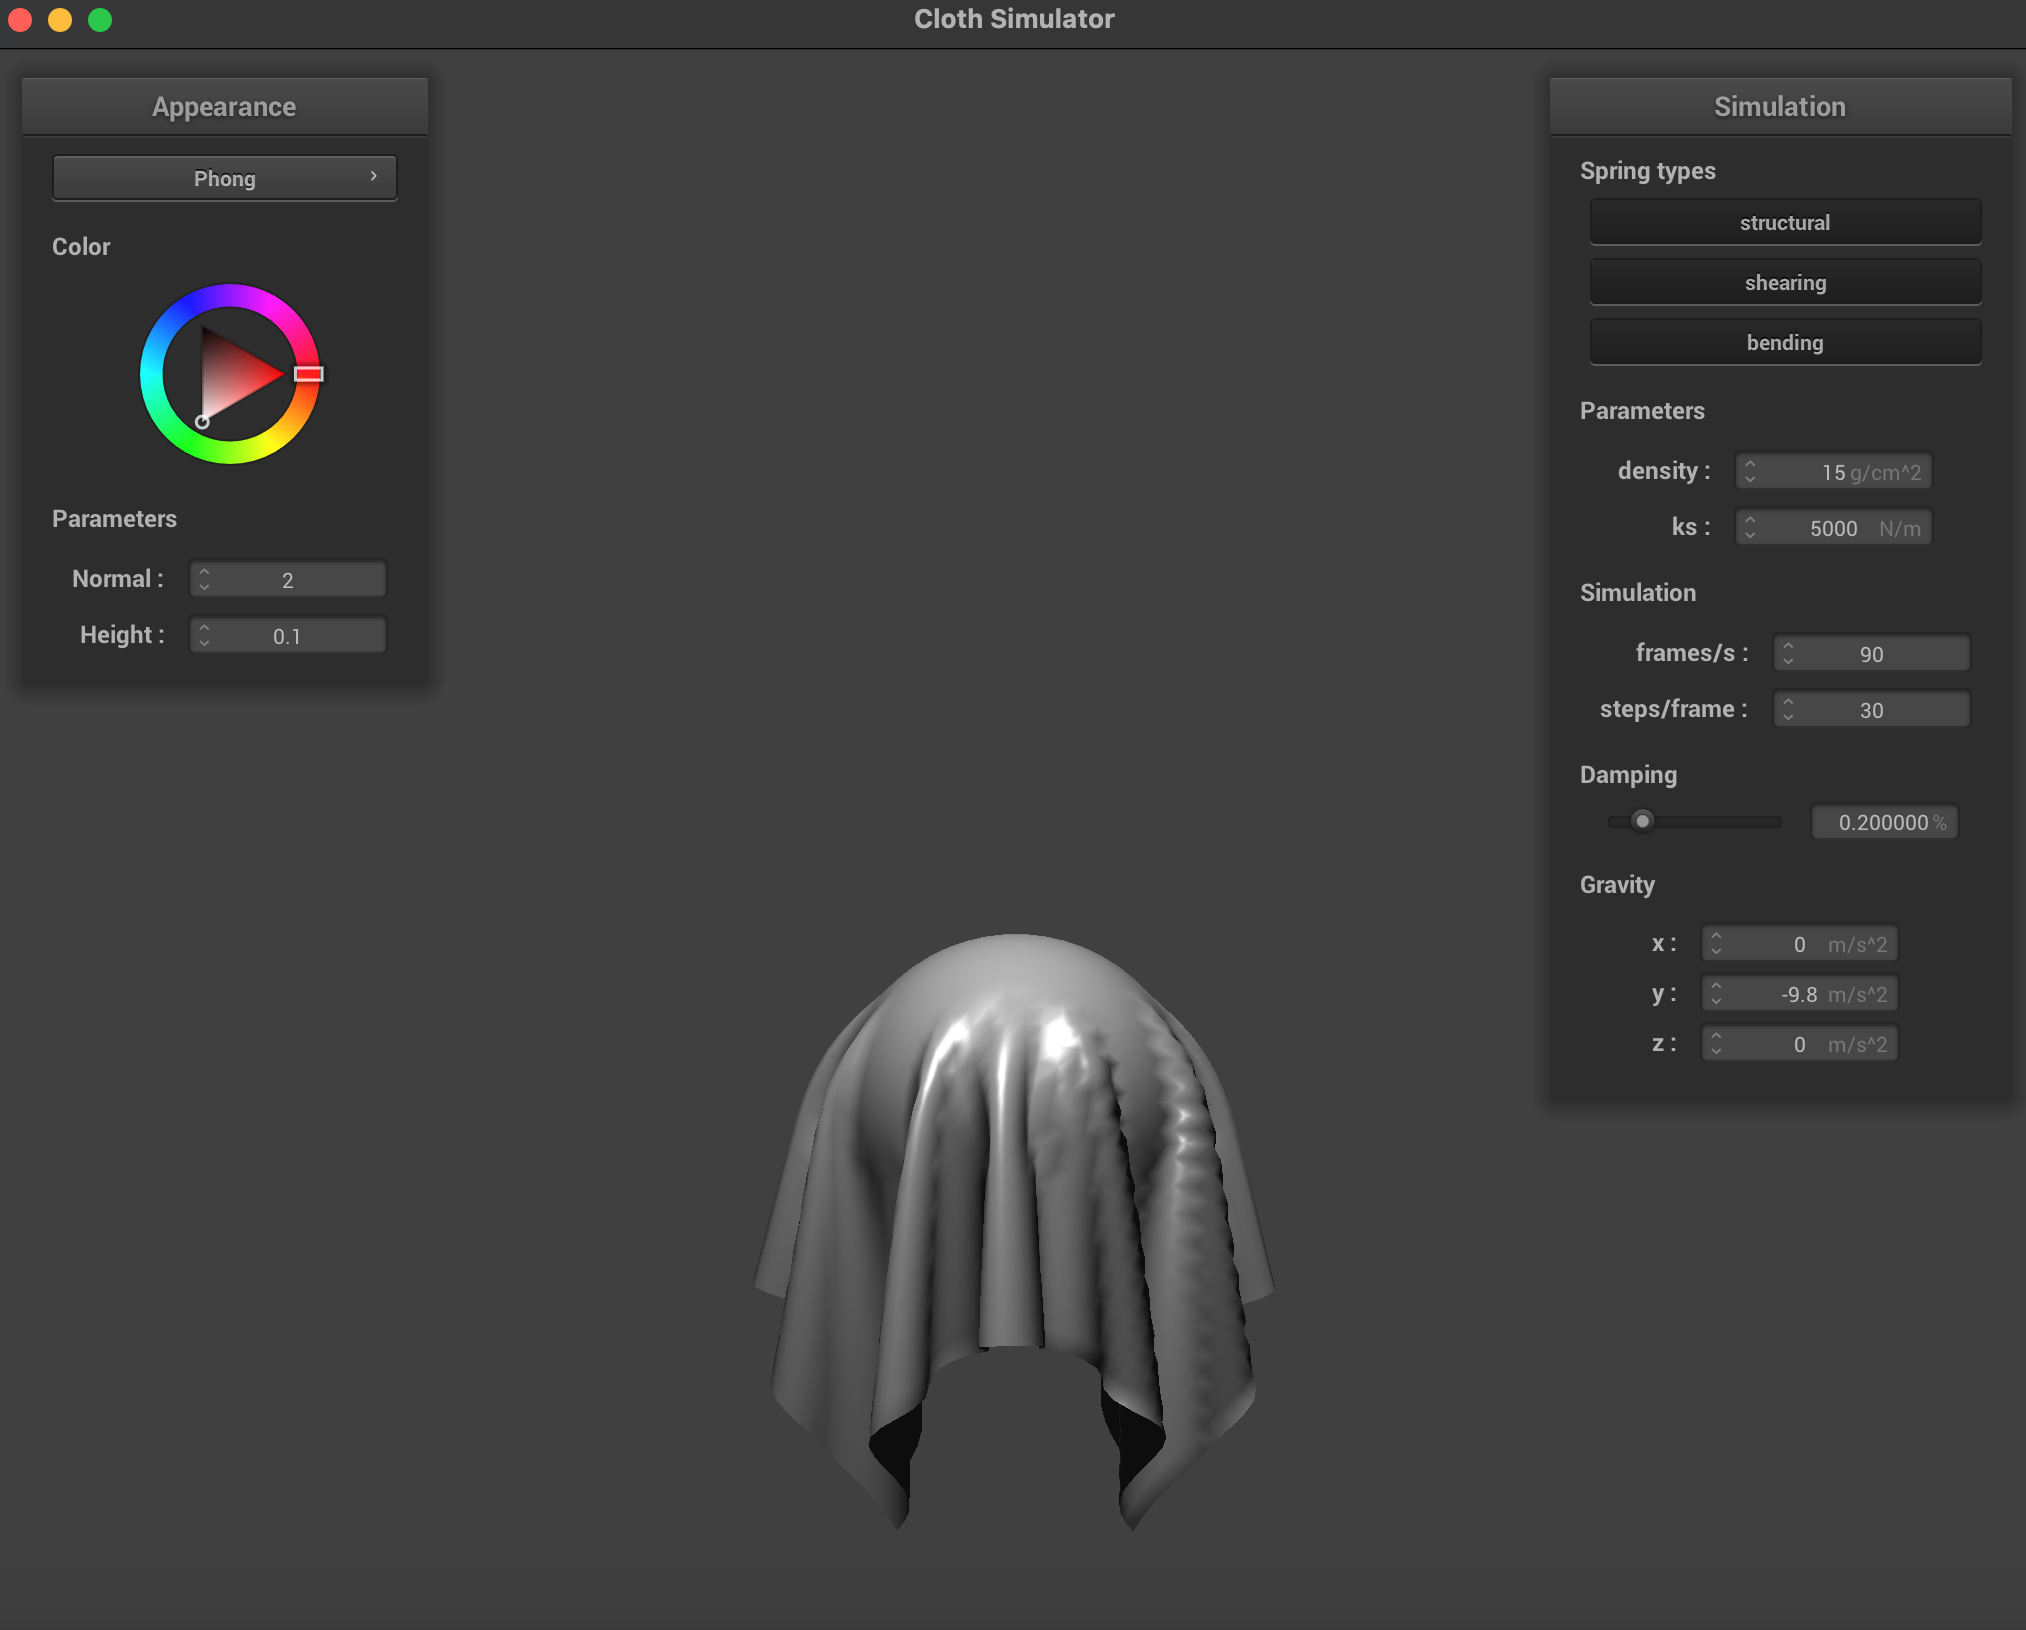 Cloth Simulator
Appearance
Phong
Color
Parameters
Normal : 2
Height : 0.1
Simulation
Spring types
structural
shearing
bending
Parameters
density : 15 g/cm^2
ks : 5000 N/m
Simulation
frames/s : 90
steps/frame : 30
Damping
0.200000 %
Gravity
x : 0 m/s^2
y : -9.8 m/s^2
z : 0 m/s^2